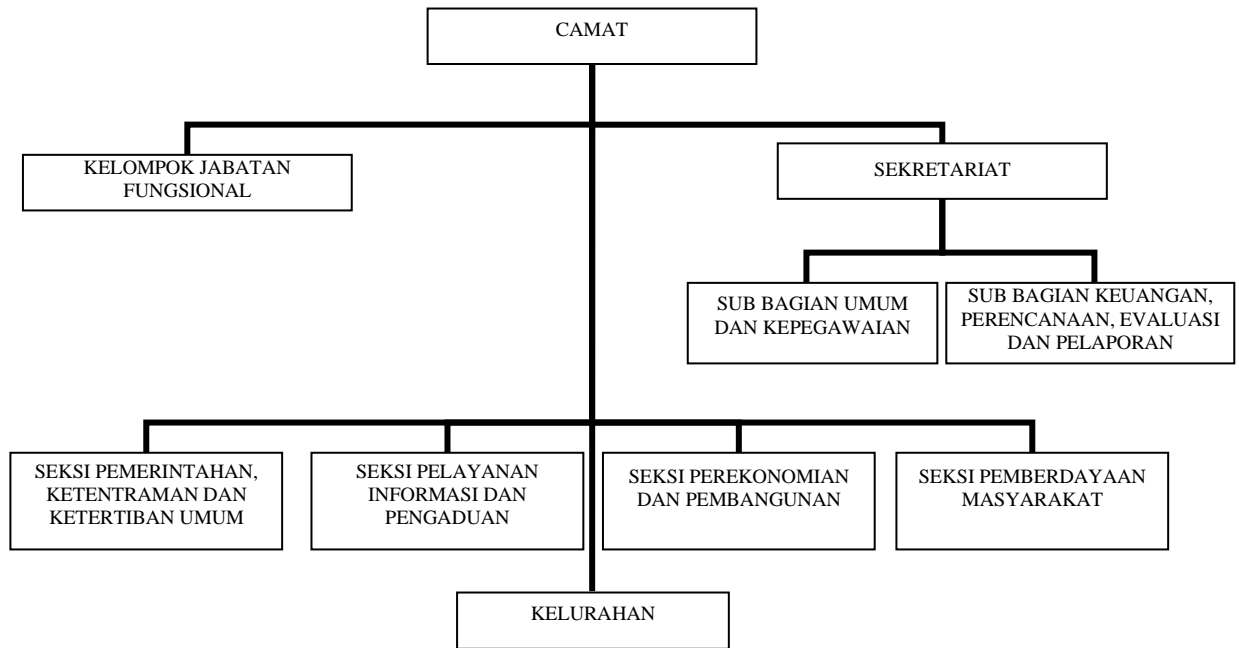 CAMAT
KELOMPOK JABATAN
FUNGSIONAL
SEKRETARIAT
SUB BAGIAN UMUM
DAN KEPEGAWAIAN
SUB BAGIAN KEUANGAN,
PERENCANAAN, EVALUASI
DAN PELAPORAN
SEKSI PEMERINTAHAN,
KETENTRAMAN DAN
KETERTIBAN UMUM
SEKSI PELAYANAN
INFORMASI DAN
PENGADUAN
SEKSI PEREKONOMIAN
DAN PEMBANGUNAN
SEKSI PEMBERDAYAAN
MASYARAKAT
KELURAHAN